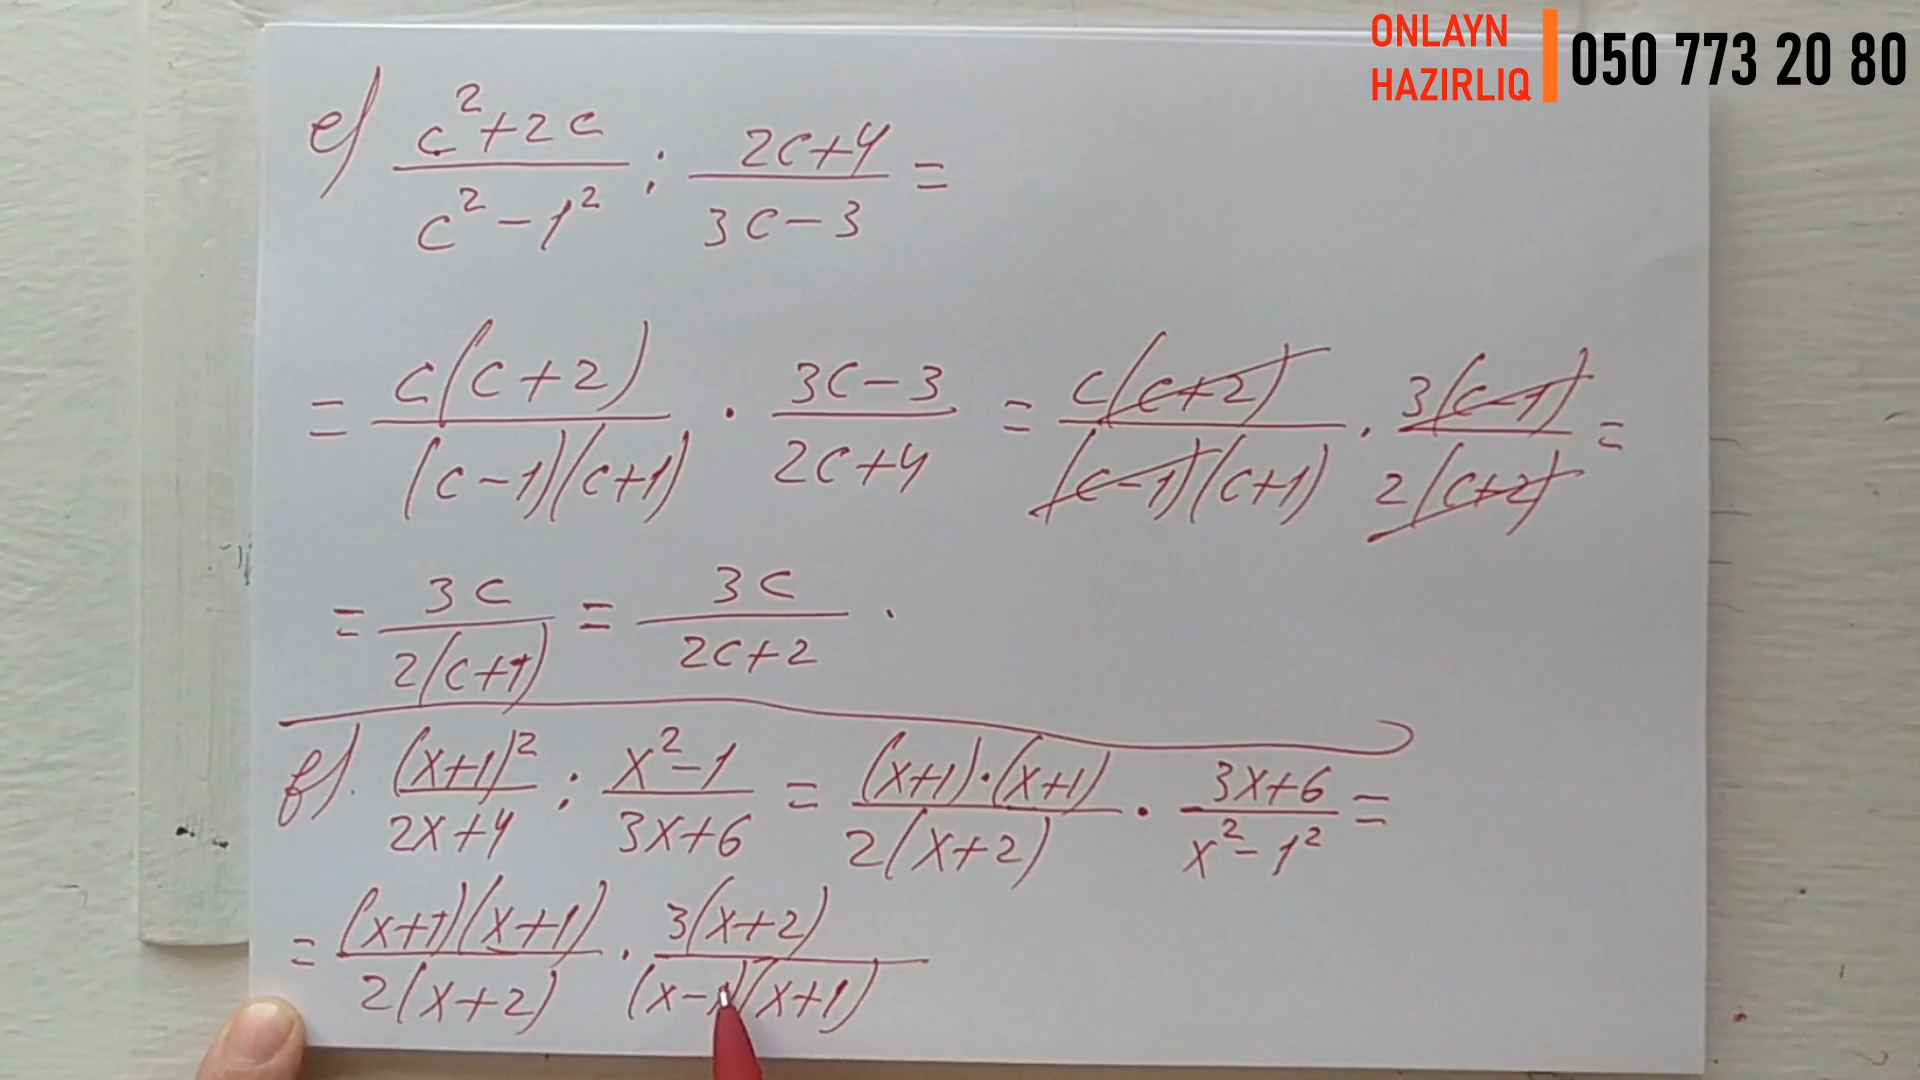 ONLAYN
HAZIRLIQ
050 773 20 80
e) (c²+2c)/(c²-1²) : (2c+4)/(3c-3) =
= c(c+2)/((c-1)(c+1)) · (3c-3)/(2c+4) = c(c+2)/((c-1)(c+1)) · 3(c-1)/(2(c+2)) =
= 3c/(2(c+1)) = 3c/(2c+2) .
f). (x+1)²/(2x+4) : (x²-1)/(3x+6) = (x+1)·(x+1)/(2(x+2)) · (3x+6)/(x²-1²) =
= (x+1)(x+1)/(2(x+2)) · 3(x+2)/((x-1)(x+1))